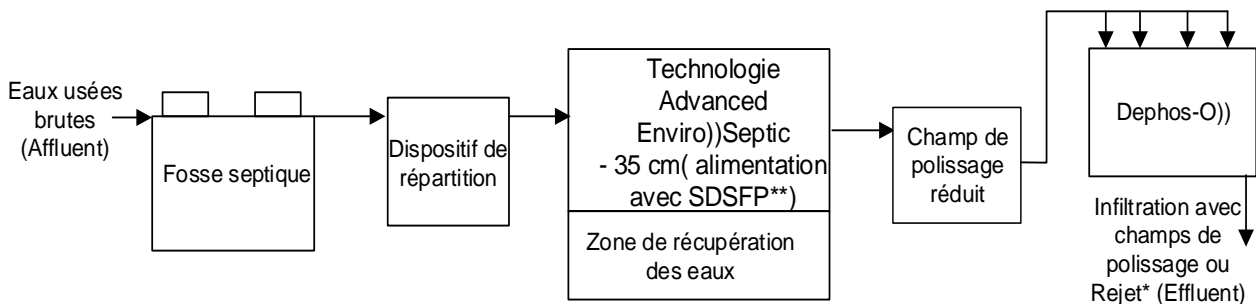 Eaux usées
brutes
(Affluent)
Fosse septique
Dispositif de
répartition
Technologie
Advanced
Enviro))Septic
- 35 cm( alimentation
avec SDSFP**)
Zone de récupération
des eaux
Champ de
polissage
réduit
Dephos-O))
Infiltration avec
champs de
polissage ou
Rejet* (Effluent)